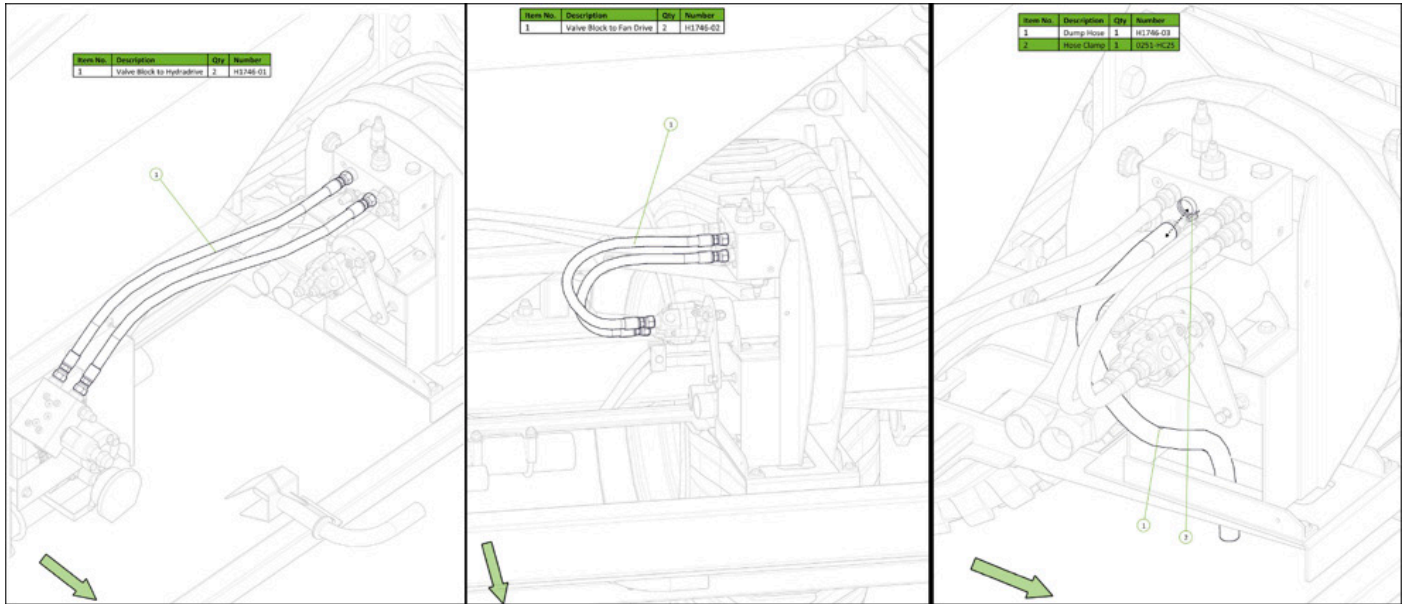 Item No. Description Qty Number
1 Valve Block to Hydradrive 2 H1746-01
1
Item No. Description Qty Number
1 Valve Block to Fan Drive 2 H1746-02
1
Item No. Description Qty Number
1 Dump Hose 1 H1746-03
2 Hose Clamp 1 0251-HC25
1
2